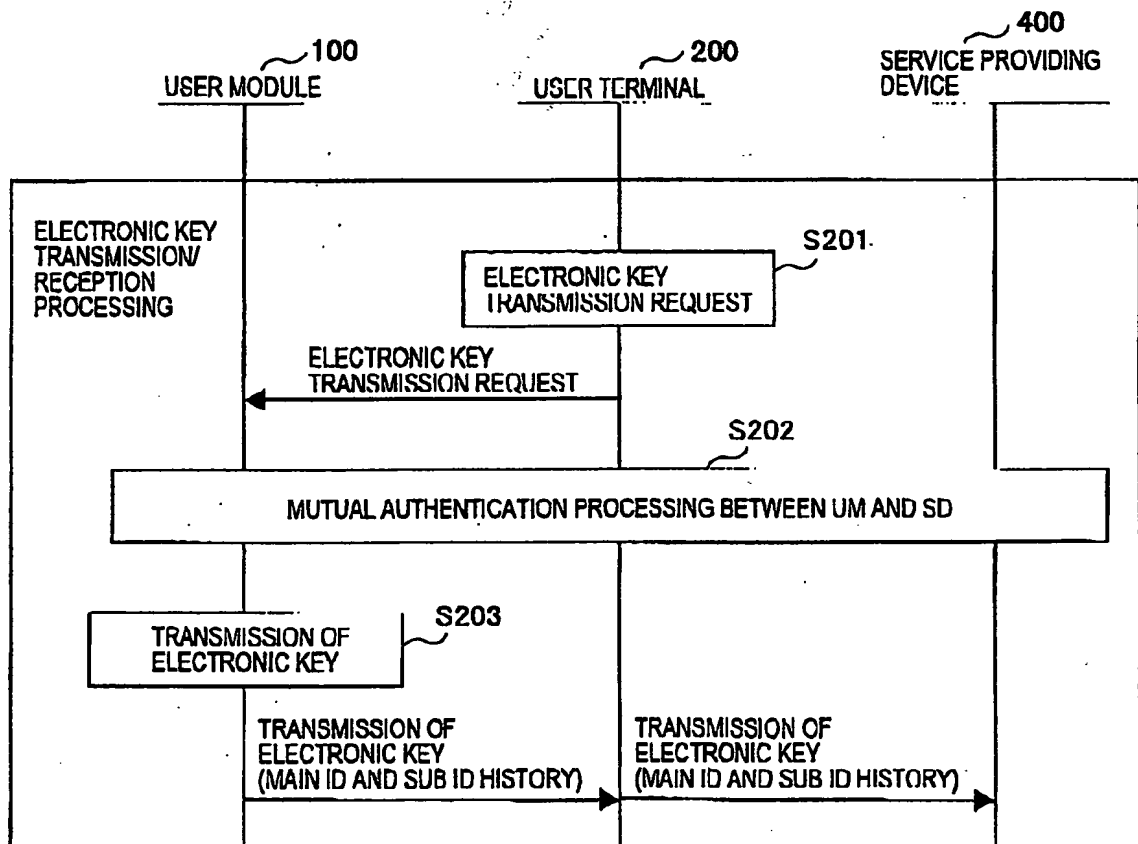 100
USER MODULE
200
USER TERMINAL
400
SERVICE PROVIDING
DEVICE
ELECTRONIC KEY
TRANSMISSION/
RECEPTION
PROCESSING
S201
ELECTRONIC KEY
TRANSMISSION REQUEST
ELECTRONIC KEY
TRANSMISSION REQUEST
S202
MUTUAL AUTHENTICATION PROCESSING BETWEEN UM AND SD
S203
TRANSMISSION OF
ELECTRONIC KEY
TRANSMISSION OF
ELECTRONIC KEY
(MAIN ID AND SUB ID HISTORY)
TRANSMISSION OF
ELECTRONIC KEY
(MAIN ID AND SUB ID HISTORY)